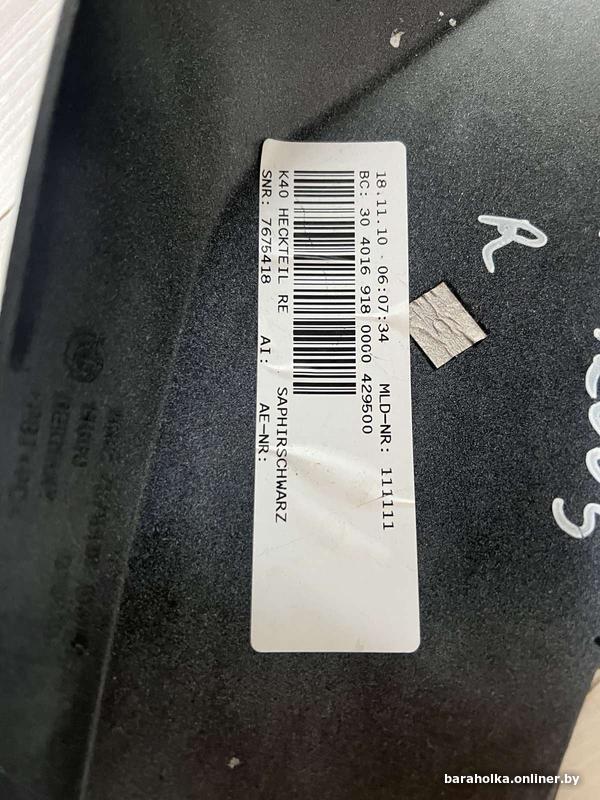 18.11.10 · 06:07:34 MLD-NR: 111111
BC: 30 4016 918 0000 429500
K40 HECKTEIL RE SAPHIRSCHWARZ
SNR: 7675418 AI: AE-NR:
R
baraholka.onliner.by